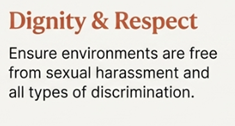 Dignity & Respect
Ensure environments are free
from sexual harassment and
all types of discrimination.